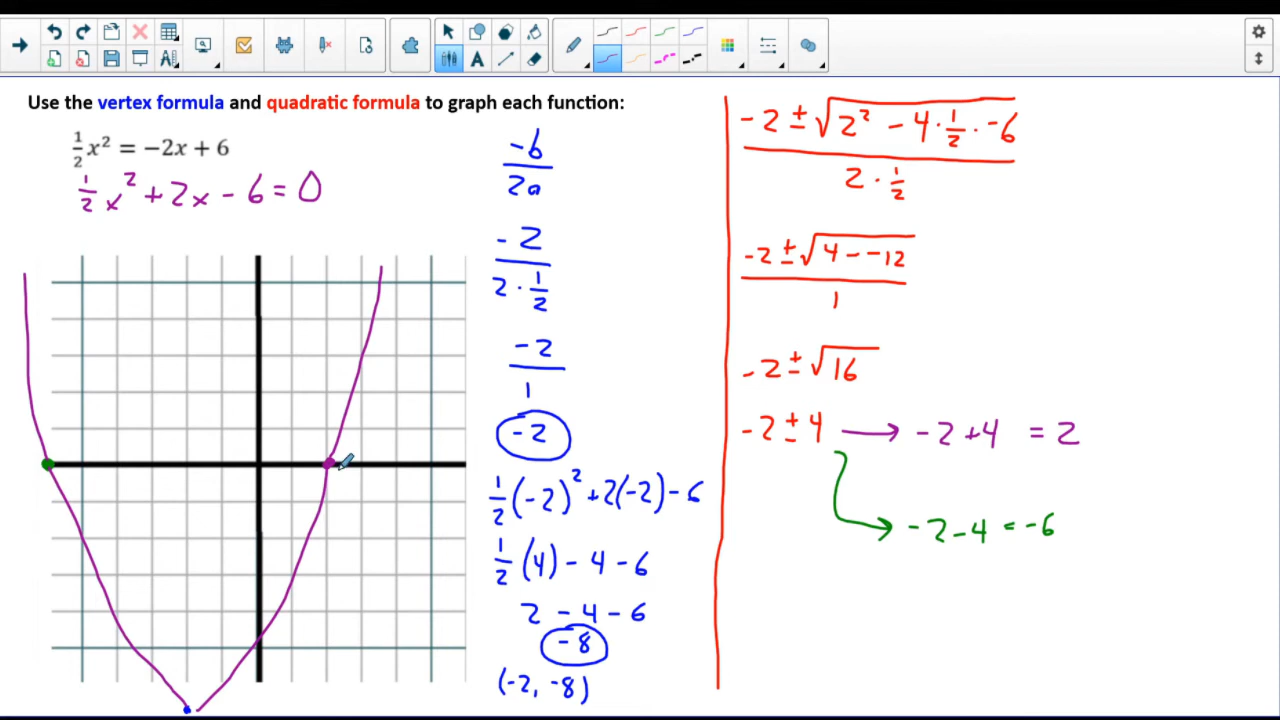 Use the vertex formula and quadratic formula to graph each function:
½x² = −2x + 6
½x² + 2x − 6 = 0
-b
2a
-2
2 · ½
-2
1
-2
½(-2)² + 2(-2) - 6
½(4) - 4 - 6
2 - 4 - 6
-8
(-2, -8)
-2 ± √(2² - 4 · ½ · -6)
2 · ½
-2 ± √(4 - -12)
1
-2 ± √16
-2 ± 4 → -2 + 4 = 2
→ -2 - 4 = -6